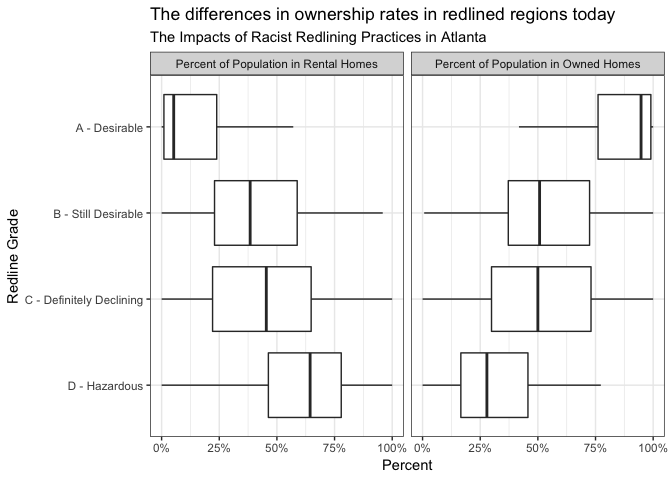 The differences in ownership rates in redlined regions today
The Impacts of Racist Redlining Practices in Atlanta
Percent of Population in Rental Homes
Percent of Population in Owned Homes
Redline Grade
A - Desirable
B - Still Desirable
C - Definitely Declining
D - Hazardous
0% 25% 50% 75% 100%
0% 25% 50% 75% 100%
Percent